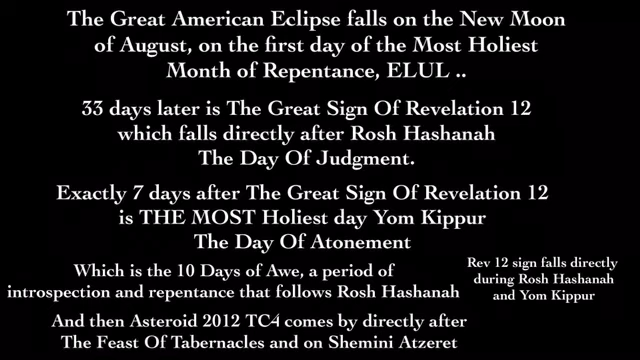 The Great American Eclipse falls on the New Moon
of August, on the first day of the Most Holiest
Month of Repentance, ELUL ..
33 days later is The Great Sign Of Revelation 12
which falls directly after Rosh Hashanah
The Day Of Judgment.
Exactly 7 days after The Great Sign Of Revelation 12
is THE MOST Holiest day Yom Kippur
The Day Of Atonement
Which is the 10 Days of Awe, a period of
introspection and repentance that follows Rosh Hashanah
Rev 12 sign falls directly
during Rosh Hashanah
and Yom Kippur
And then Asteroid 2012 TC4 comes by directly after
The Feast Of Tabernacles and on Shemini Atzeret